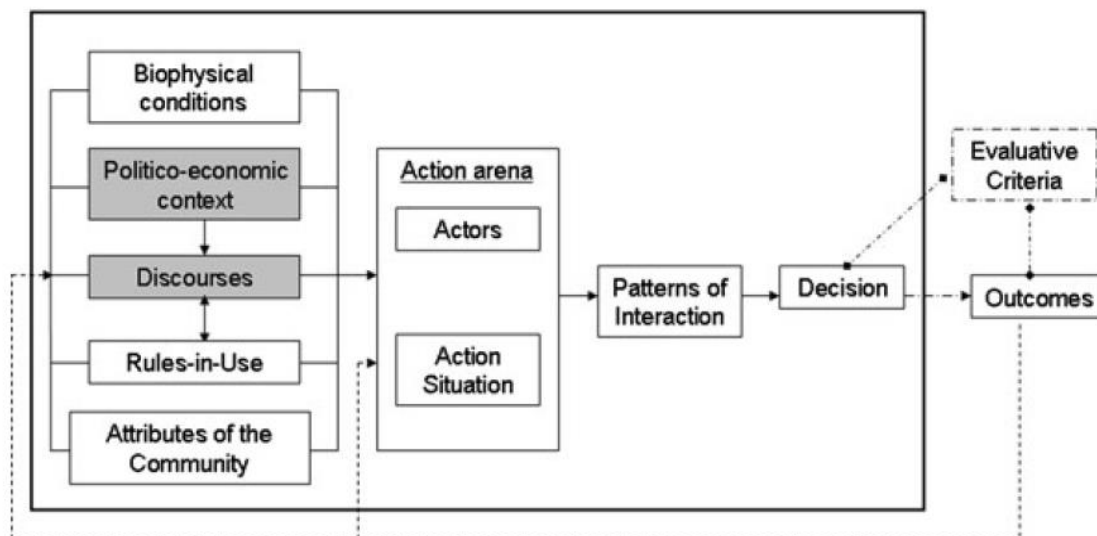 Biophysical
conditions
Politico-economic
context
Discourses
Rules-in-Use
Attributes of the
Community
Action arena
Actors
Action
Situation
Patterns of
Interaction
Decision
Evaluative
Criteria
Outcomes